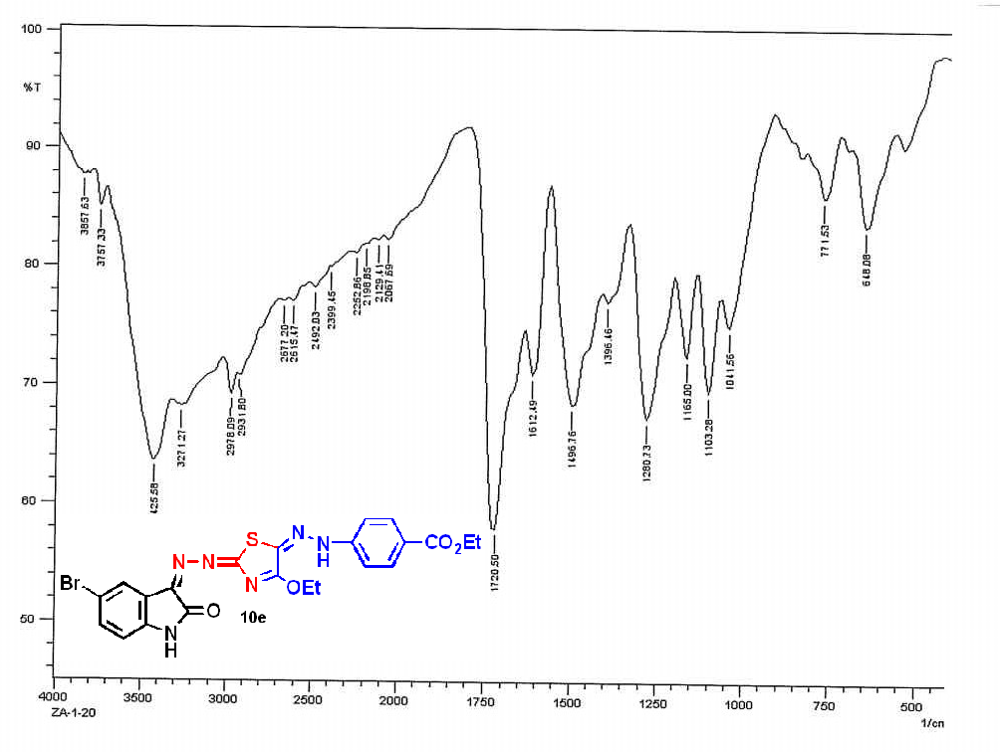 100
%T
90
80
70
60
50
3857.63
3757.33
425.58
3271.27
2978.09
2931.80
2677.20
2615.47
2492.03
2399.45
2252.86
2198.85
2129.41
2067.69
1720.50
1612.49
1496.76
1396.46
1280.73
1165.00
1103.28
1041.56
771.53
648.08
S
N
N
H
CO2Et
N
N
N
OEt
Br
O
N
H
10e
4000
3500
3000
2500
2000
1750
1500
1250
1000
750
500
ZA-1-20
1/cn